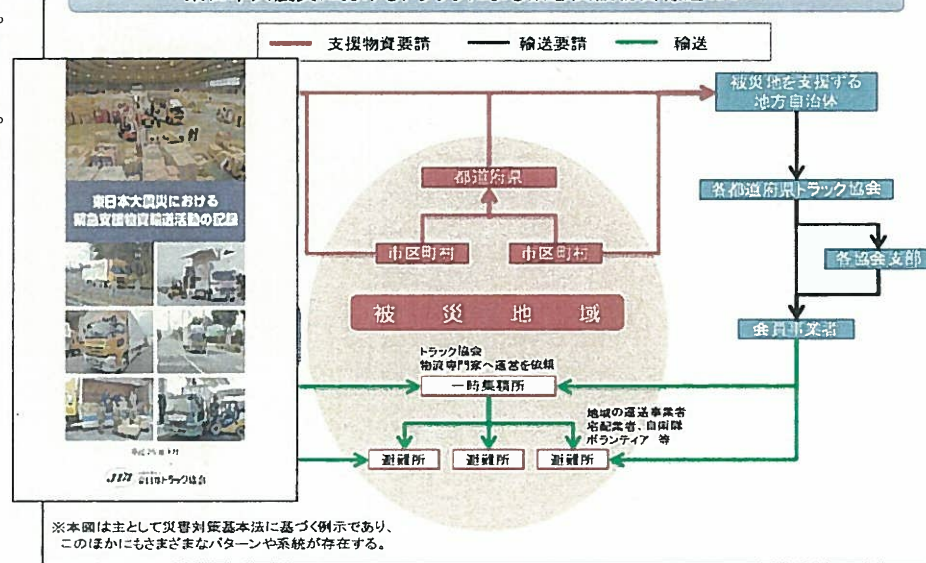 支援物資要請
輸送要請
輸送
東日本大震災における
緊急支援物資輸送活動の記録
全日本トラック協会
被災地を支援する
地方自治体
都道府県
各都道府県トラック協会
市区町村
市区町村
各協会支部
被災地域
会員事業者
トラック協会
物流専門家へ運営を依頼
一時集積所
地域の運送事業者
宅配業者、自衛隊
ボランティア 等
避難所
避難所
避難所
※本図は主として災害対策基本法に基づく例示であり、
このほかにもさまざまなパターンや系統が存在する。